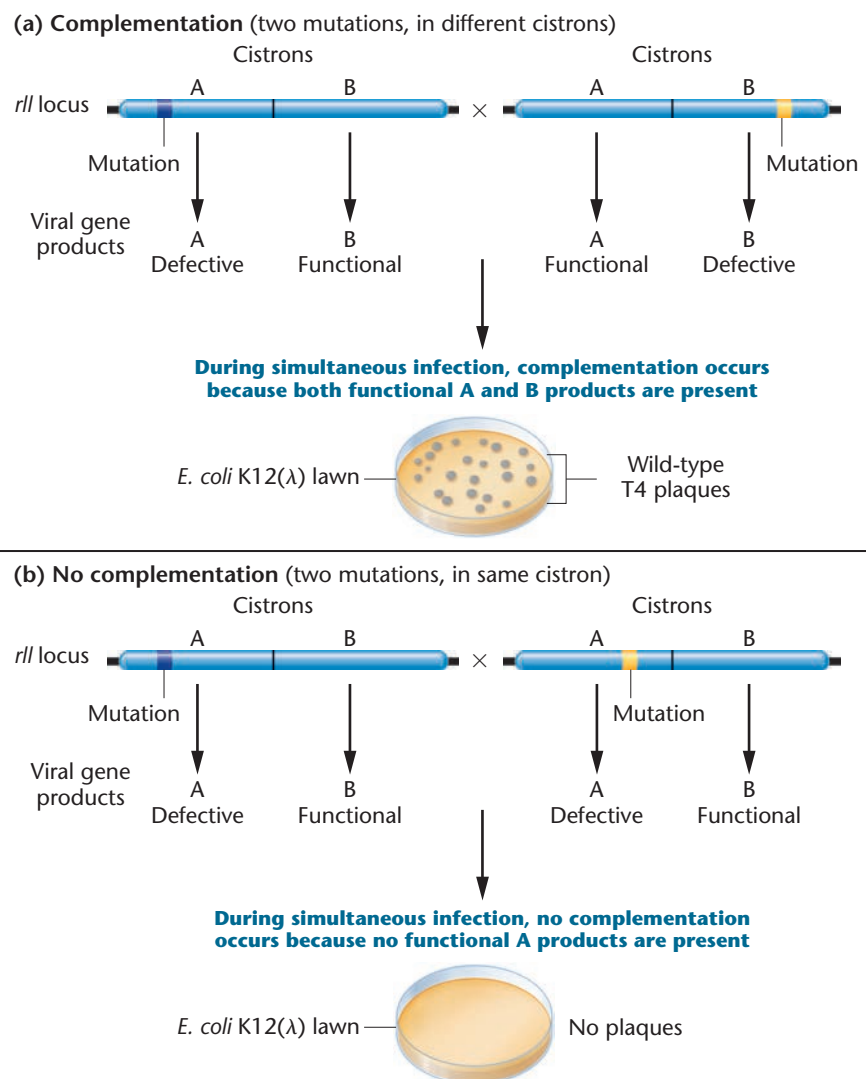 (a) Complementation (two mutations, in different cistrons)
Cistrons Cistrons
A B A B
rII locus ×
Mutation Mutation
Viral gene
products
A B A B
Defective Functional Functional Defective
During simultaneous infection, complementation occurs
because both functional A and B products are present
E. coli K12(λ) lawn
Wild-type
T4 plaques
(b) No complementation (two mutations, in same cistron)
Cistrons Cistrons
A B A B
rII locus ×
Mutation Mutation
Viral gene
products
A B A B
Defective Functional Defective Functional
During simultaneous infection, no complementation
occurs because no functional A products are present
E. coli K12(λ) lawn No plaques